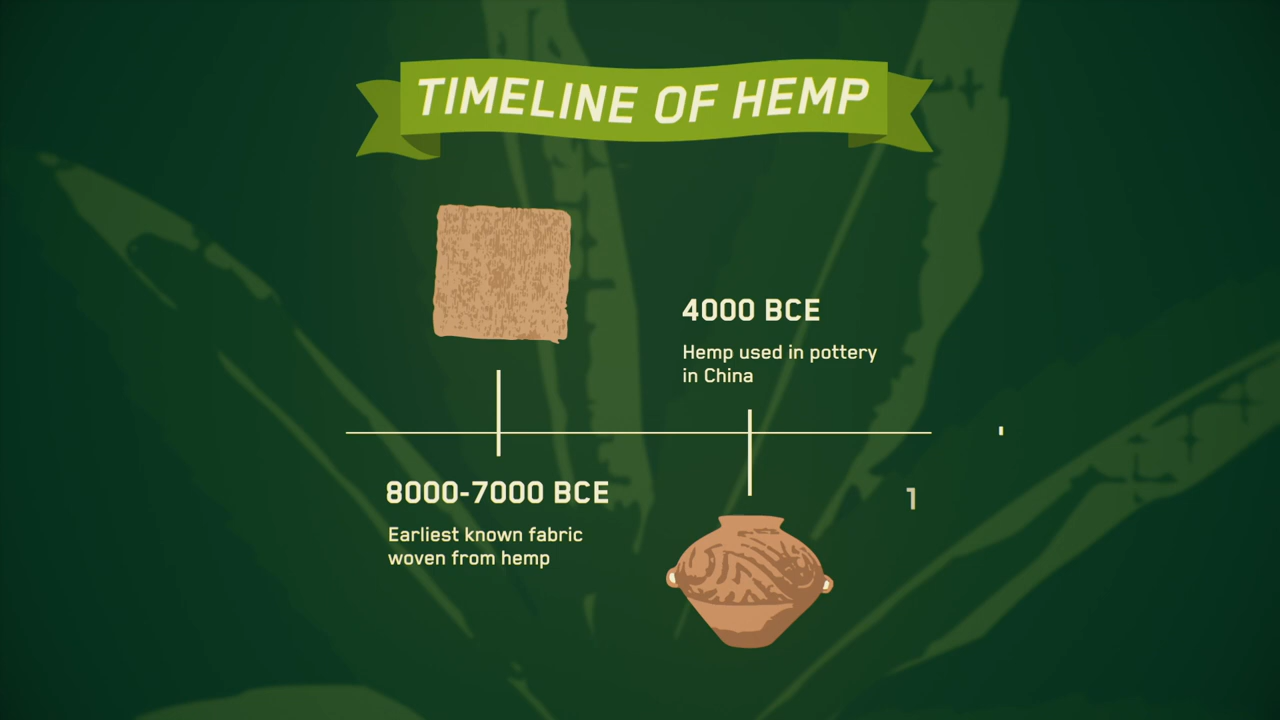 TIMELINE OF HEMP
4000 BCE
Hemp used in pottery
in China
8000-7000 BCE
Earliest known fabric
woven from hemp
1